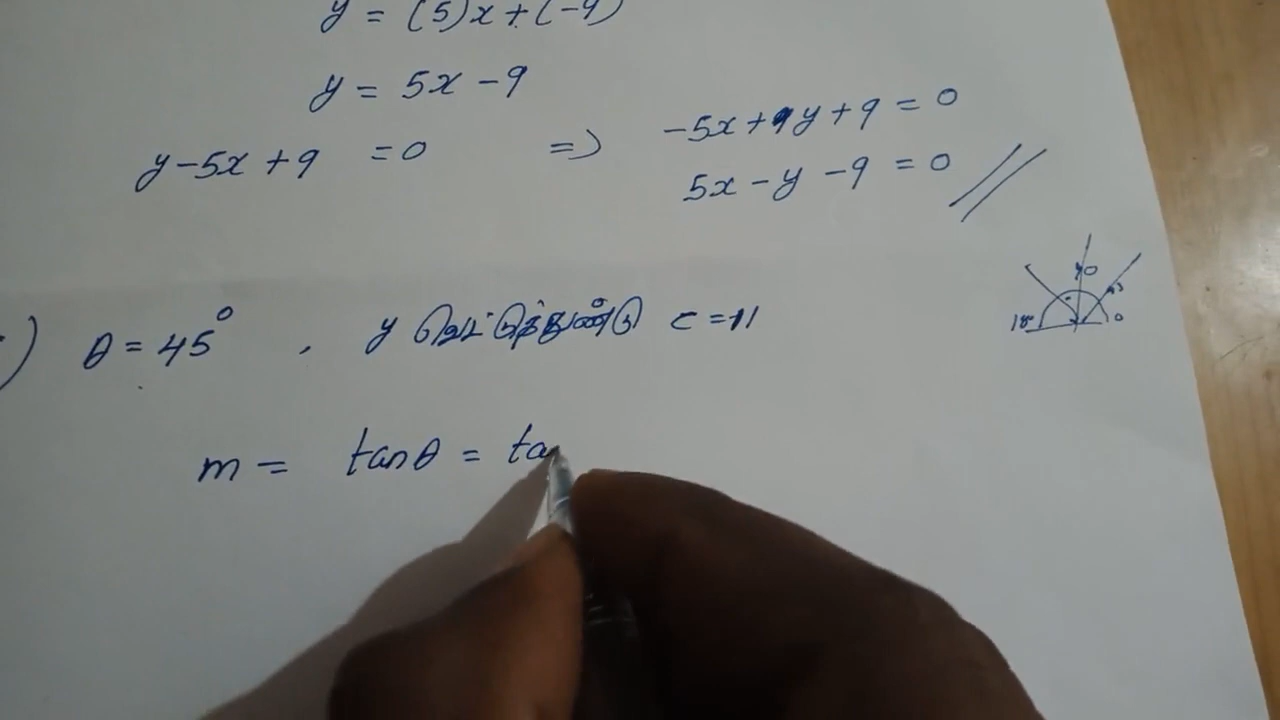 y = (5)x + (-9)
y = 5x - 9
y - 5x + 9 = 0 => -5x + y + 9 = 0
5x - y - 9 = 0 //
) θ = 45° , y வெட்டுத்துண்டு c = 11
m = tanθ = ta